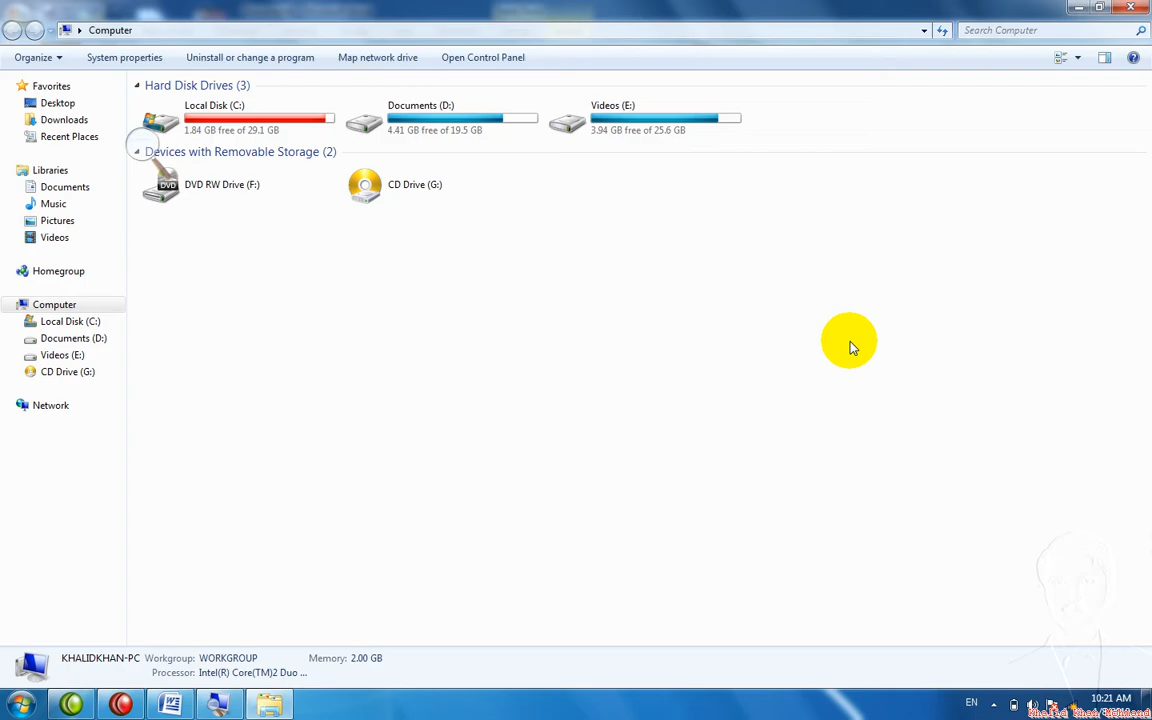 Computer
Search Computer
Organize
System properties
Uninstall or change a program
Map network drive
Open Control Panel
Favorites
Desktop
Downloads
Recent Places
Libraries
Documents
Music
Pictures
Videos
Homegroup
Computer
Local Disk (C:)
Documents (D:)
Videos (E:)
CD Drive (G:)
Network
Hard Disk Drives (3)
Local Disk (C:)
1.84 GB free of 29.1 GB
Documents (D:)
4.41 GB free of 19.5 GB
Videos (E:)
3.94 GB free of 25.6 GB
Devices with Removable Storage (2)
DVD
DVD RW Drive (F:)
CD Drive (G:)
KHALIDKHAN-PC
Workgroup: WORKGROUP
Memory: 2.00 GB
Processor: Intel(R) Core(TM)2 Duo ...
EN
10:21 AM
Khalid Khan Mohmand